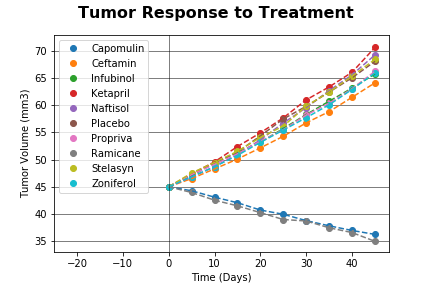 Tumor Response to Treatment
Tumor Volume (mm3)
70
65
60
55
50
45
40
35
Capomulin
Ceftamin
Infubinol
Ketapril
Naftisol
Placebo
Propriva
Ramicane
Stelasyn
Zoniferol
−20 −10 0 10 20 30 40
Time (Days)